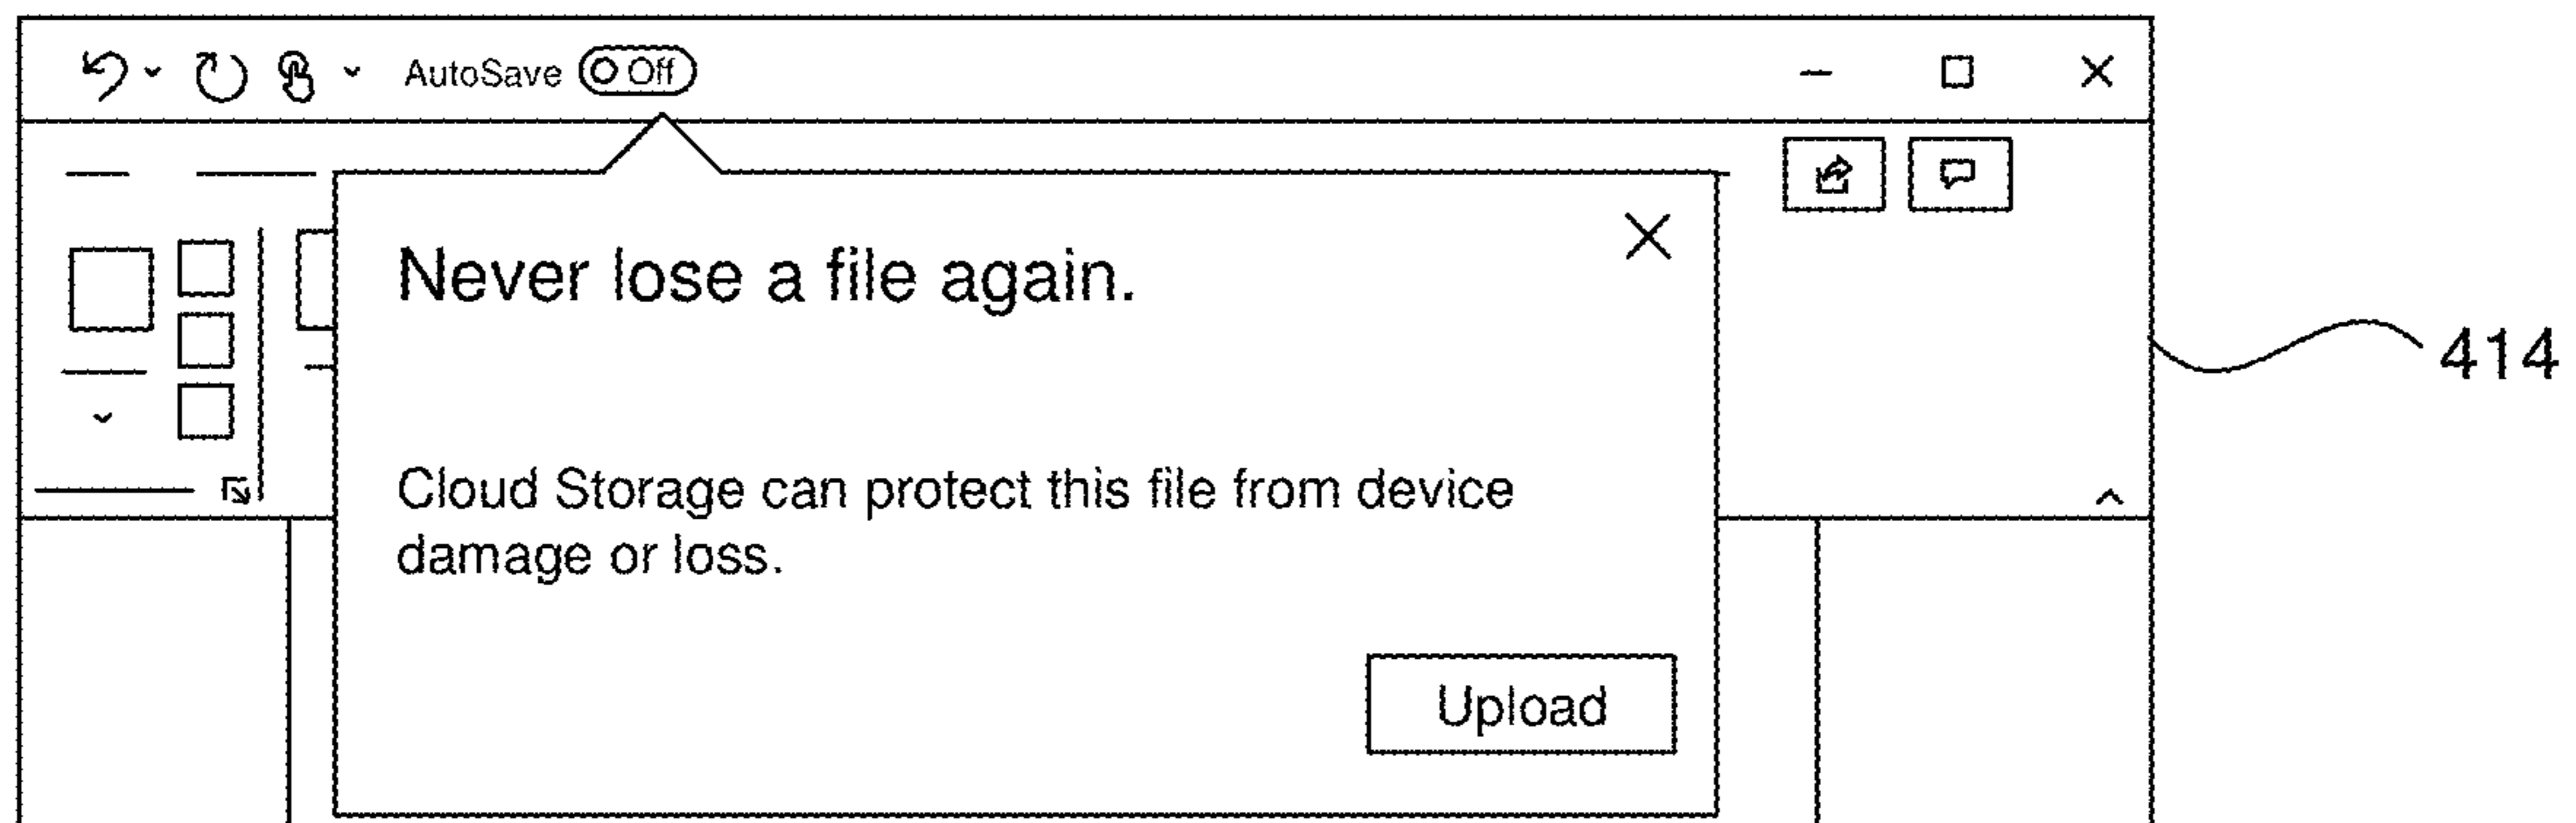 AutoSave Off
Never lose a file again.
414
Cloud Storage can protect this file from device
damage or loss.
Upload